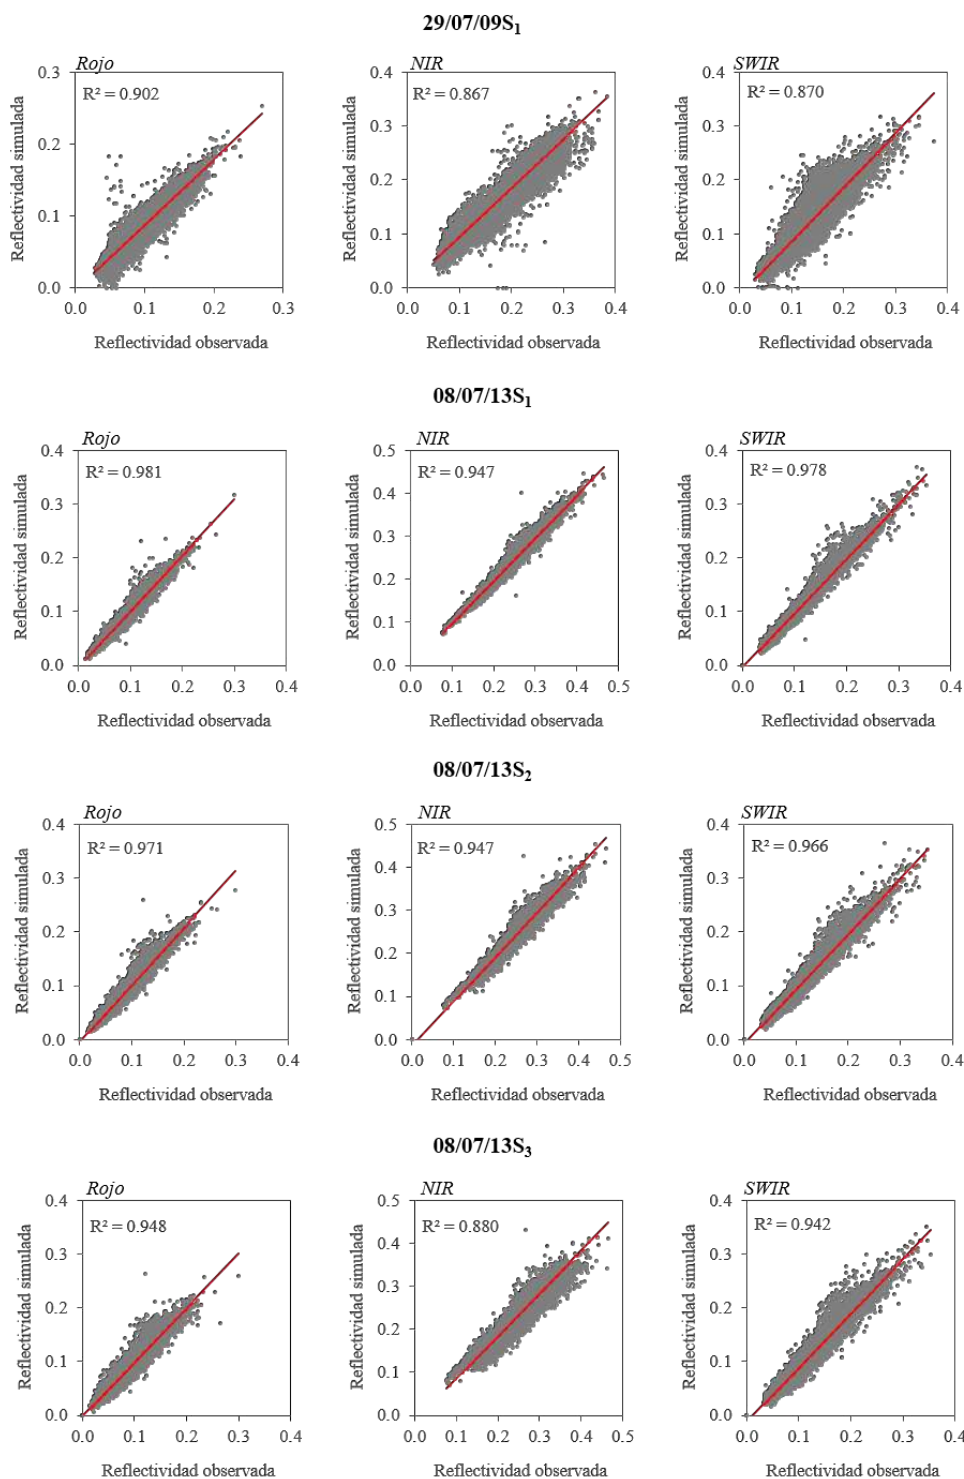 29/07/09S₁
Rojo
R² = 0.902
Reflectividad simulada
0.3
0.2
0.1
0.0
0.0 0.1 0.2 0.3
Reflectividad observada
NIR
R² = 0.867
Reflectividad simulada
0.4
0.3
0.2
0.1
0.0
0.0 0.1 0.2 0.3 0.4
Reflectividad observada
SWIR
R² = 0.870
Reflectividad simulada
0.4
0.3
0.2
0.1
0.0
0.0 0.1 0.2 0.3 0.4
Reflectividad observada
08/07/13S₁
Rojo
R² = 0.981
Reflectividad simulada
0.4
0.3
0.2
0.1
0.0
0.0 0.1 0.2 0.3 0.4
Reflectividad observada
NIR
R² = 0.947
Reflectividad simulada
0.5
0.4
0.3
0.2
0.1
0.0
0.0 0.1 0.2 0.3 0.4 0.5
Reflectividad observada
SWIR
R² = 0.978
Reflectividad simulada
0.4
0.3
0.2
0.1
0.0
0.0 0.1 0.2 0.3 0.4
Reflectividad observada
08/07/13S₂
Rojo
R² = 0.971
Reflectividad simulada
0.4
0.3
0.2
0.1
0.0
0.0 0.1 0.2 0.3 0.4
Reflectividad observada
NIR
R² = 0.947
Reflectividad simulada
0.5
0.4
0.3
0.2
0.1
0.0
0.0 0.1 0.2 0.3 0.4 0.5
Reflectividad observada
SWIR
R² = 0.966
Reflectividad simulada
0.4
0.3
0.2
0.1
0.0
0.0 0.1 0.2 0.3 0.4
Reflectividad observada
08/07/13S₃
Rojo
R² = 0.948
Reflectividad simulada
0.4
0.3
0.2
0.1
0.0
0.0 0.1 0.2 0.3 0.4
Reflectividad observada
NIR
R² = 0.880
Reflectividad simulada
0.5
0.4
0.3
0.2
0.1
0.0
0.0 0.1 0.2 0.3 0.4 0.5
Reflectividad observada
SWIR
R² = 0.942
Reflectividad simulada
0.4
0.3
0.2
0.1
0.0
0.0 0.1 0.2 0.3 0.4
Reflectividad observada